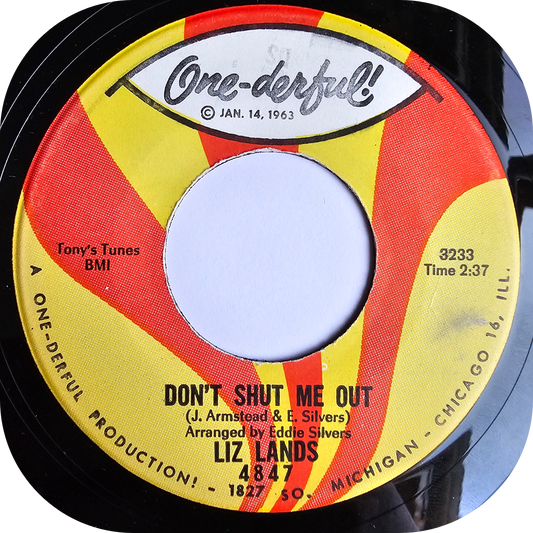 One-derful!
© JAN. 14, 1963
Tony's Tunes
BMI
3233
Time 2:37
DON'T SHUT ME OUT
(J. Armstead & E. Silvers)
Arranged by Eddie Silvers
LIZ LANDS
4847
A ONE-DERFUL PRODUCTION! - 1827 SO. MICHIGAN - CHICAGO 16, ILL.